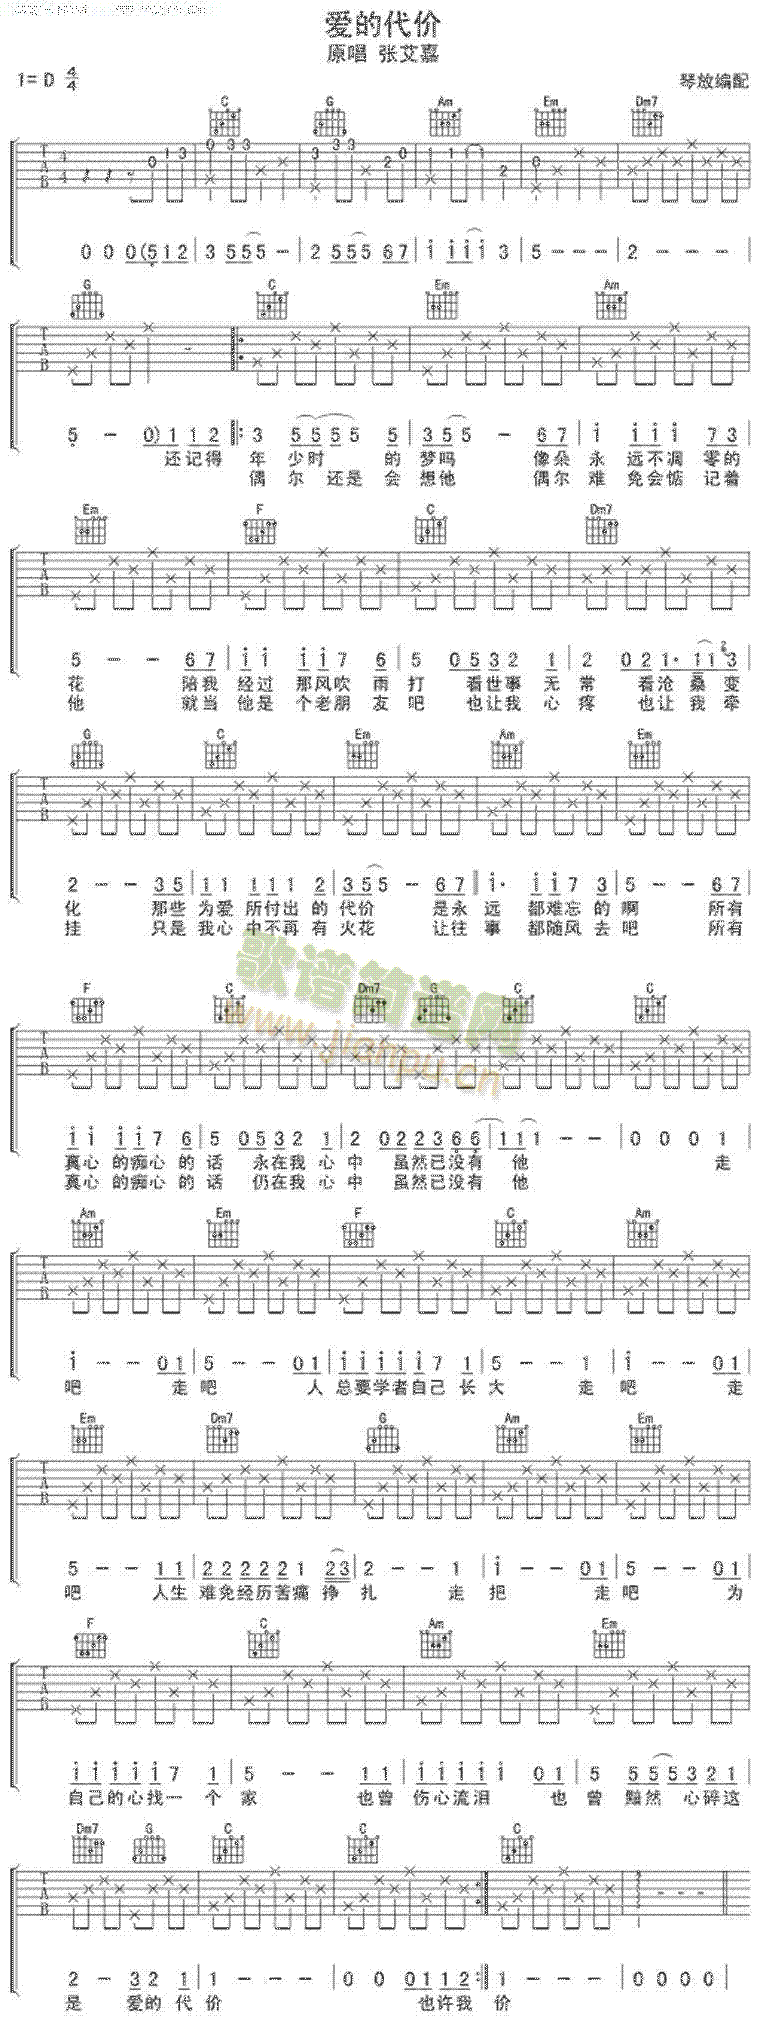 爱的代价
原唱 张艾嘉
1= D 4/4
琴放编配
C G Am Em Dm7
0 0 0(5 1 2 | 3 5 5 5 5 - | 2 5 5 5 5 6 7 | i i i i 3 | 5 - - - | 2 - - - |
G C Em Am
5 - 0) 1 1 2 |: 3 5 5 5 5 5 | 3 5 5 - 6 7 | i i i i 7 3 |
还记得 年 少时 的 梦吗 像朵 永 远不凋 零的
偶 尔 还是 会 想他 偶尔 难 免会惦 记着
Em F C Dm7
5 - - 6 7 | i i i i 7 6 | 5 0 5 3 2 1 | 2 0 2 1· 1 1 3
花 陪我 经过 那风吹 雨 打 看世事 无 常 看沧桑 变
他 就当 他是 个老朋 友 吧 也让我 心 疼 也让我 牵
G C Em Am Em
2 - - 3 5 | 1 1 1 1 1 2 | 3 5 5 - 6 7 | i· i i 7 3 | 5 - - 6 7
化 那些 为爱 所付出 的 代价 是永 远 都难忘 的 啊 所有
挂 只是 我心 中不再 有 火花 让往 事 都随风 去 吧 所有
F C Dm7 G C C
i i i i 7 6 | 5 0 5 3 2 1 | 2 0 2 2 3 6 6 | 1 1 1 - - | 0 0 0 1
真心 的痴心 的 话 永在我 心 中 虽然已没有 他 走
真心 的痴心 的 话 仍在我 心 中 虽然已没有 他
歌谱简谱网
www.jianpu.cn
Am Em F C Am
i - - 0 1 | 5 - - 0 1 | i i i i i 7 1 | 5 - - 1 | i - - 0 1
吧 走 吧 人 总要学着自己 长 大 走 吧 走
Em Dm7 G Am Em
5 - - 1 1 | 2 2 2 2 2 1 2 3 | 2 - - 1 | i - - 0 1 | 5 - - 0 1
吧 人生 难免经历苦痛 挣 扎 走 把 走 吧 为
F C Am Em
i i i i i 7 1 | 5 - - 1 1 | i i i i i 0 1 | 5 5 5 5 3 2 1
自己的心找一 个 家 也曾 伤心流泪 也 曾 黯然 心碎这
Dm7 G C C C
2 - 3 2 1 | 1 - - - | 0 0 0 1 1 2 :| 1 - - - | 0 0 0 0 |
是 爱的 代 价 也许我 价